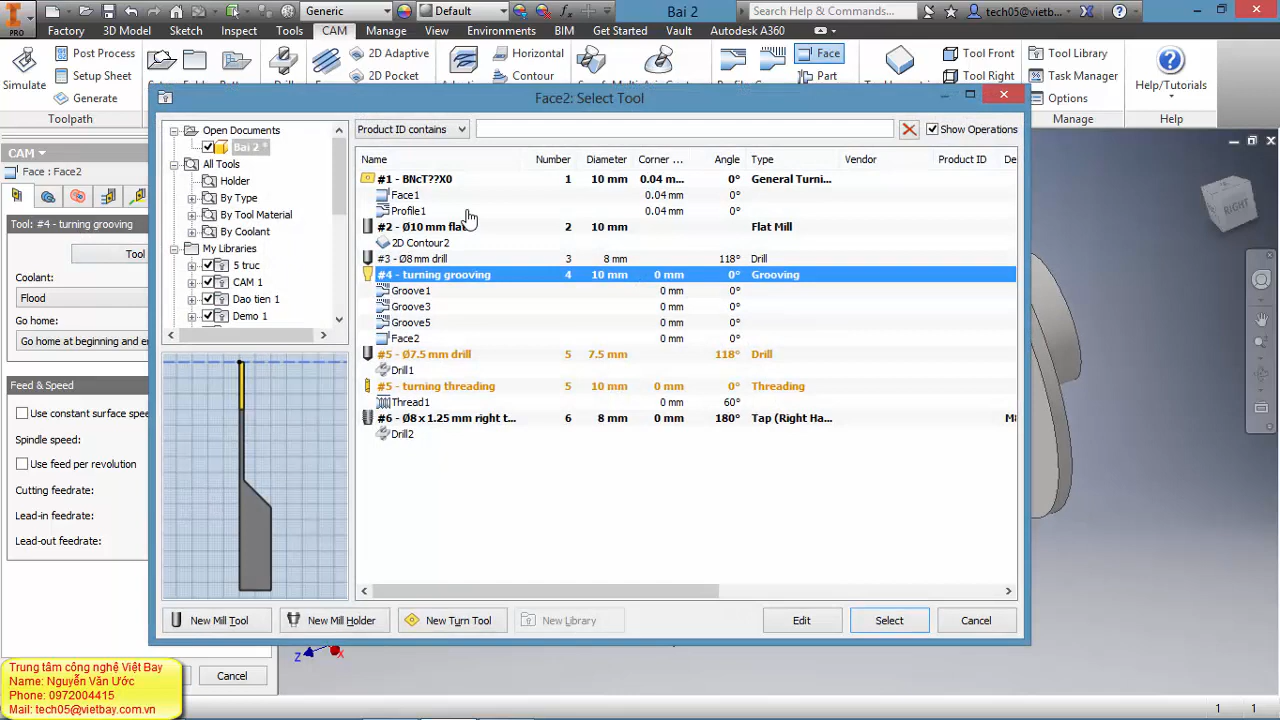 Generic
Default
Bai 2
Search Help & Commands...
tech05@vietb...
PRO
Factory 3D Model Sketch Inspect Tools CAM Manage View Environments BIM Get Started Vault Autodesk A360
Simulate
Post Process
Setup Sheet
Generate
Toolpath
2D Adaptive
2D Pocket
Horizontal
Contour
Face
Part
Tool Front
Tool Right
Tool Library
Task Manager
Options
Manage
Help/Tutorials
Help
CAM
Face : Face2
Tool: #4 - turning grooving
Tool
Coolant:
Flood
Go home:
Go home at beginning and e
Feed & Speed
Use constant surface spee
Spindle speed:
Use feed per revolution
Cutting feedrate:
Lead-in feedrate:
Lead-out feedrate:
Cancel
Face2: Select Tool
Open Documents
Bai 2 *
All Tools
Holder
By Type
By Tool Material
By Coolant
My Libraries
5 truc
CAM 1
Dao tien 1
Demo 1
Product ID contains
Show Operations
Name Number Diameter Corner ... Angle Type Vendor Product ID De
#1 - BNcT??X0 1 10 mm 0.04 m... 0° General Turni...
Face1 0.04 mm 0°
Profile1 0.04 mm 0°
#2 - Ø10 mm fla 2 10 mm Flat Mill
2D Contour2
#3 - Ø8 mm drill 3 8 mm 118° Drill
#4 - turning grooving 4 10 mm 0 mm 0° Grooving
Groove1 0 mm 0°
Groove3 0 mm 0°
Groove5 0 mm 0°
Face2 0 mm 0°
#5 - Ø7.5 mm drill 5 7.5 mm 118° Drill
Drill1
#5 - turning threading 5 10 mm 0 mm 0° Threading
Thread1 0 mm 60°
#6 - Ø8 x 1.25 mm right t... 6 8 mm 0 mm 180° Tap (Right Ha...
Drill2
New Mill Tool
New Mill Holder
New Turn Tool
New Library
Edit
Select
Cancel
RIGHT
Z
X
Trung tâm công nghệ Việt Bay
Name: Nguyễn Văn Ước
Phone: 0972004415
Mail: tech05@vietbay.com.vn
1 1